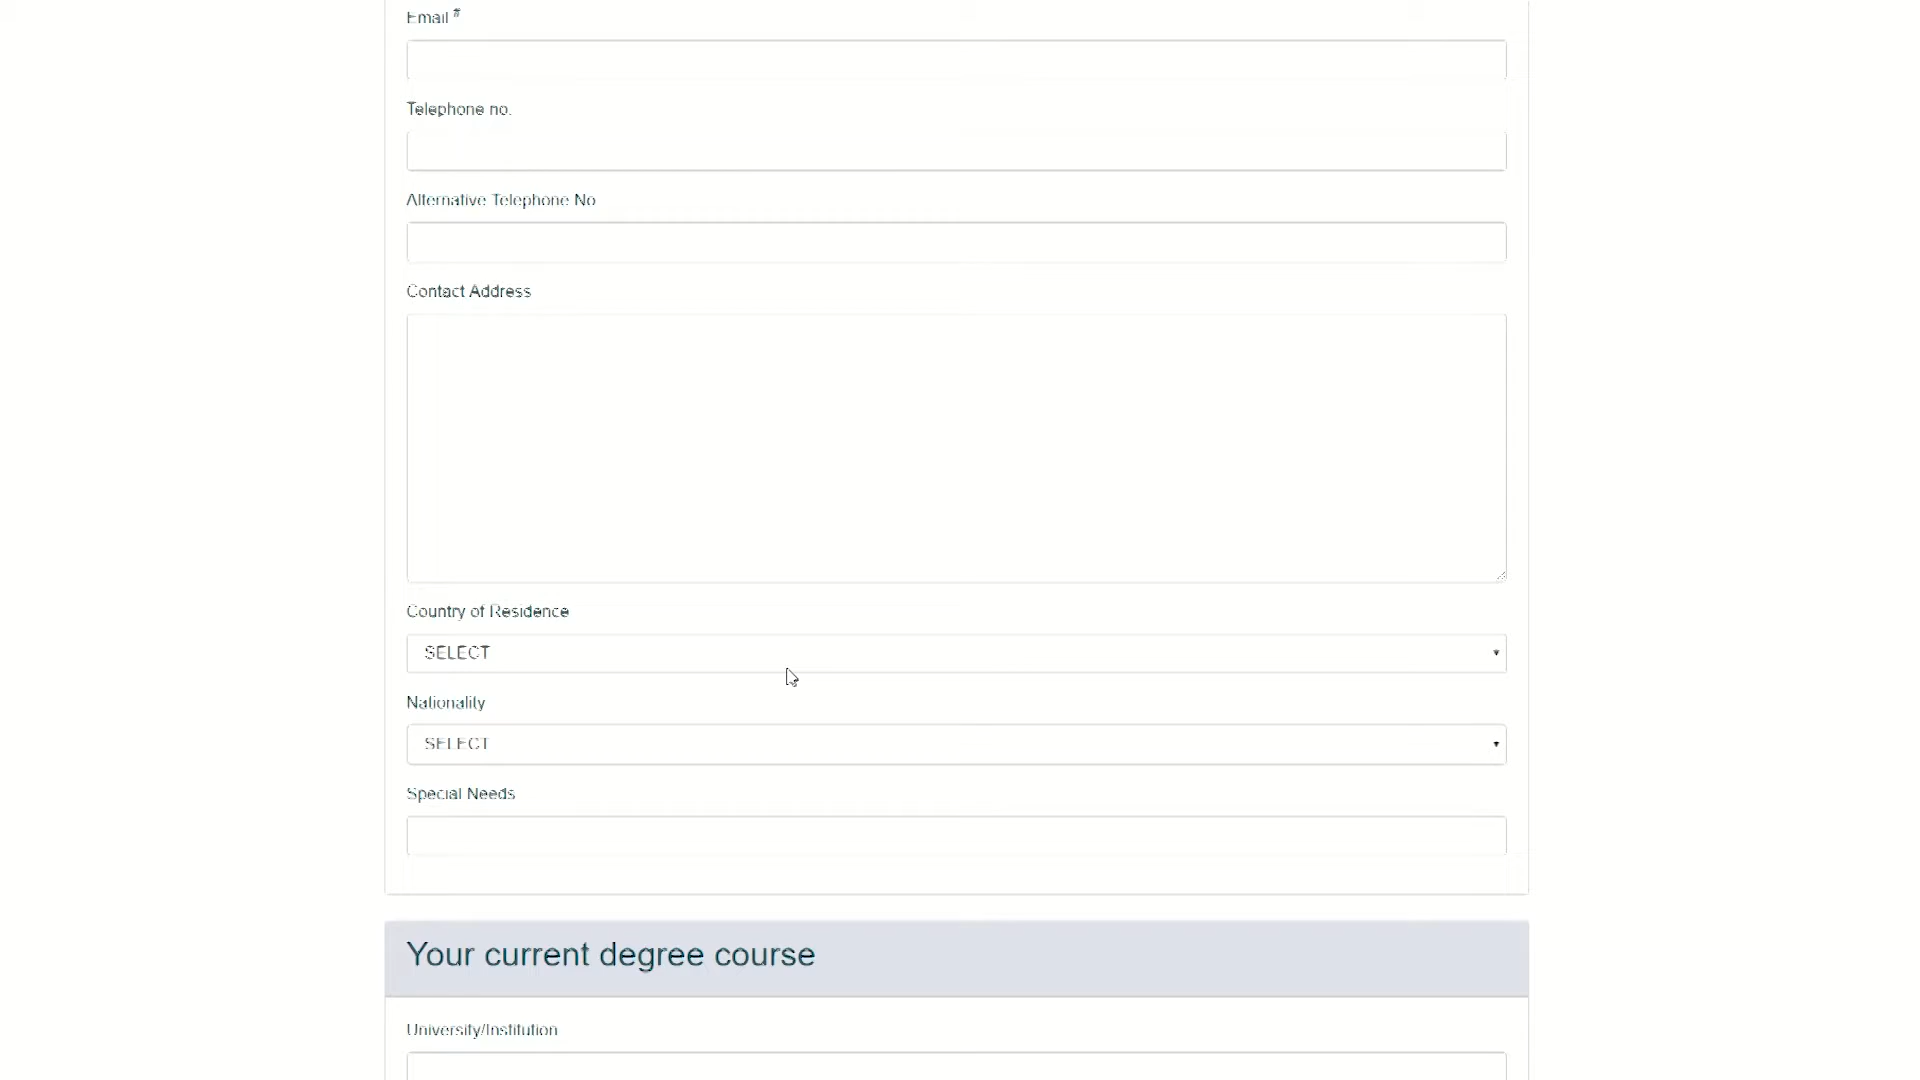 Email *
Telephone no.
Alternative Telephone No
Contact Address
Country of Residence
SELECT
Nationality
SELECT
Special Needs
Your current degree course
University/Institution